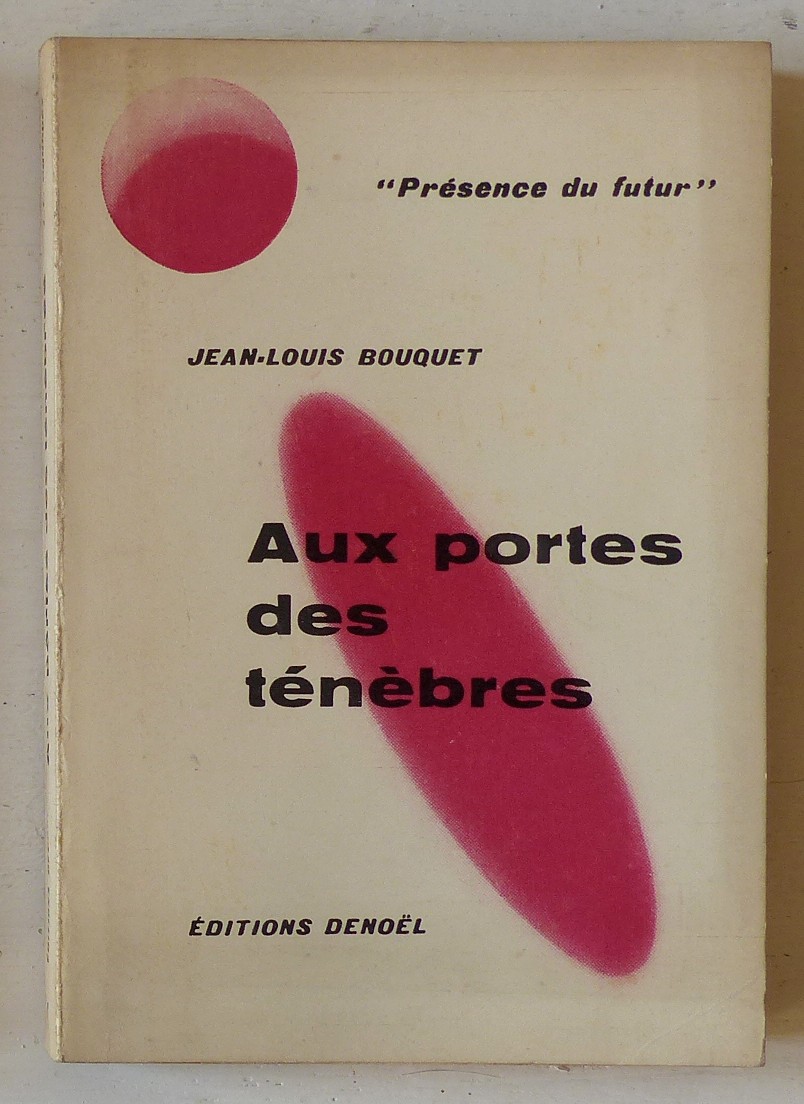 “Présence du futur”
JEAN-LOUIS BOUQUET
Aux portes
des
ténèbres
ÉDITIONS DENOËL